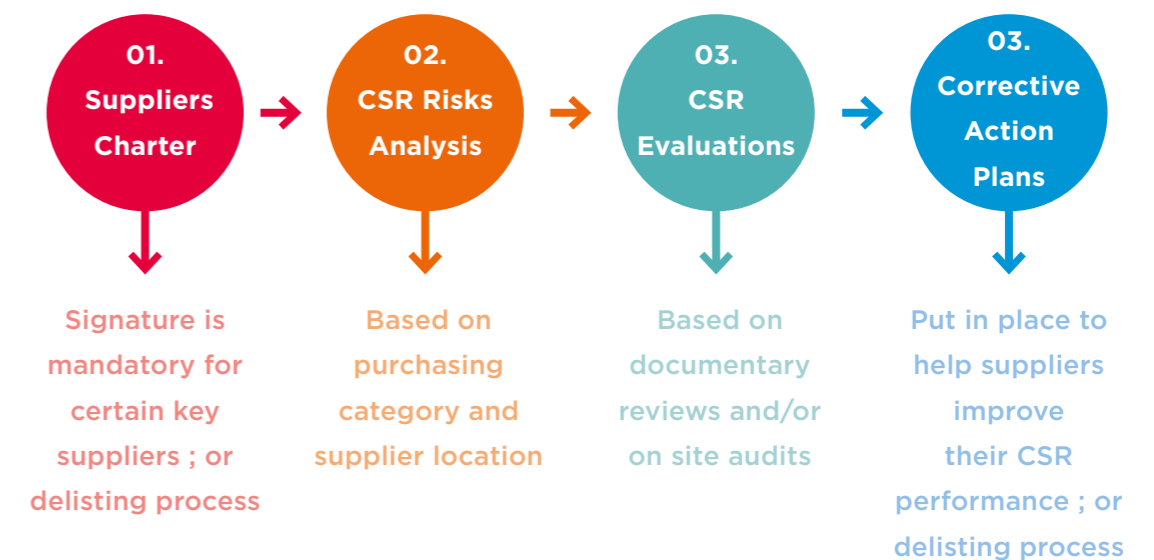 01.
Suppliers
Charter
02.
CSR Risks
Analysis
03.
CSR
Evaluations
03.
Corrective
Action
Plans
Signature is
mandatory for
certain key
suppliers ; or
delisting process
Based on
purchasing
category and
supplier location
Based on
documentary
reviews and/or
on site audits
Put in place to
help suppliers
improve
their CSR
performance ; or
delisting process